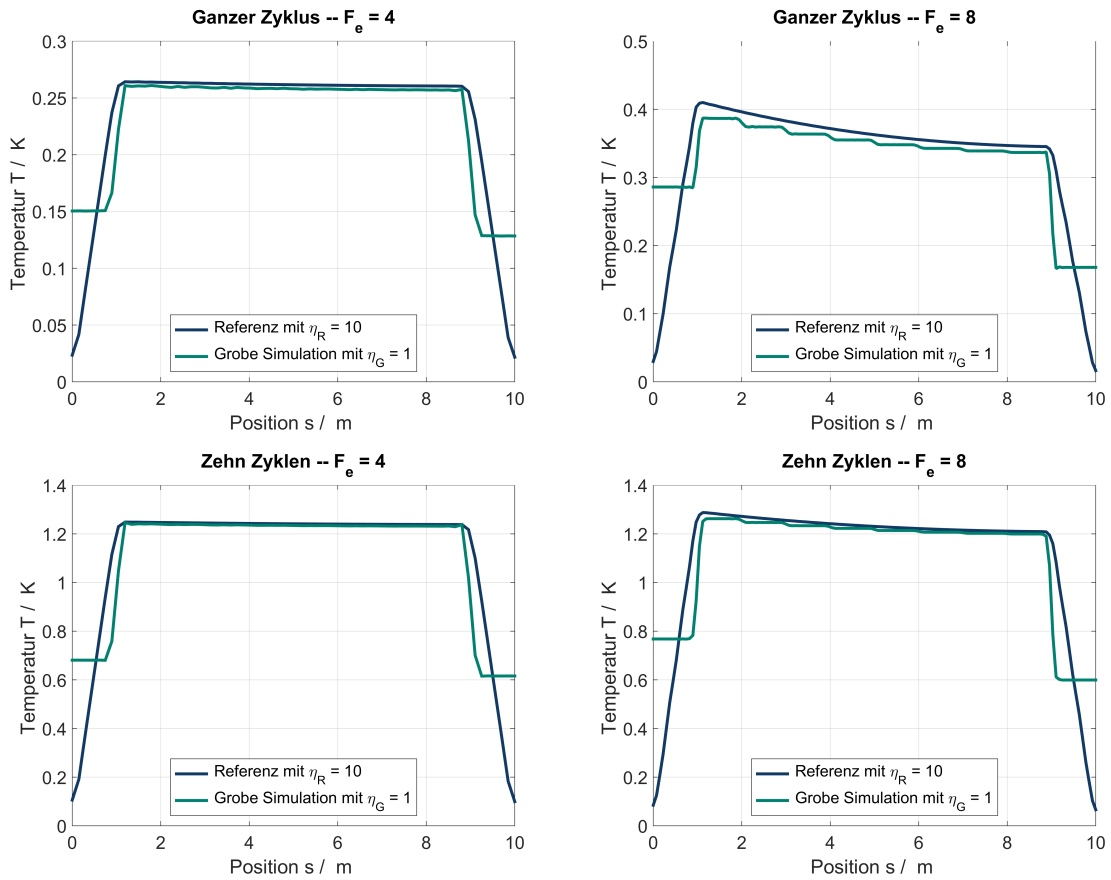 Ganzer Zyklus -- F_e = 4
0.3
0.25
0.2
0.15
0.1
0.05
0
Temperatur T / K
Referenz mit η_R = 10
Grobe Simulation mit η_G = 1
0 2 4 6 8 10
Position s / m
Ganzer Zyklus -- F_e = 8
0.5
0.4
0.3
0.2
0.1
0
Temperatur T / K
Referenz mit η_R = 10
Grobe Simulation mit η_G = 1
0 2 4 6 8 10
Position s / m
Zehn Zyklen -- F_e = 4
1.4
1.2
1
0.8
0.6
0.4
0.2
0
Temperatur T / K
Referenz mit η_R = 10
Grobe Simulation mit η_G = 1
0 2 4 6 8 10
Position s / m
Zehn Zyklen -- F_e = 8
1.4
1.2
1
0.8
0.6
0.4
0.2
0
Temperatur T / K
Referenz mit η_R = 10
Grobe Simulation mit η_G = 1
0 2 4 6 8 10
Position s / m